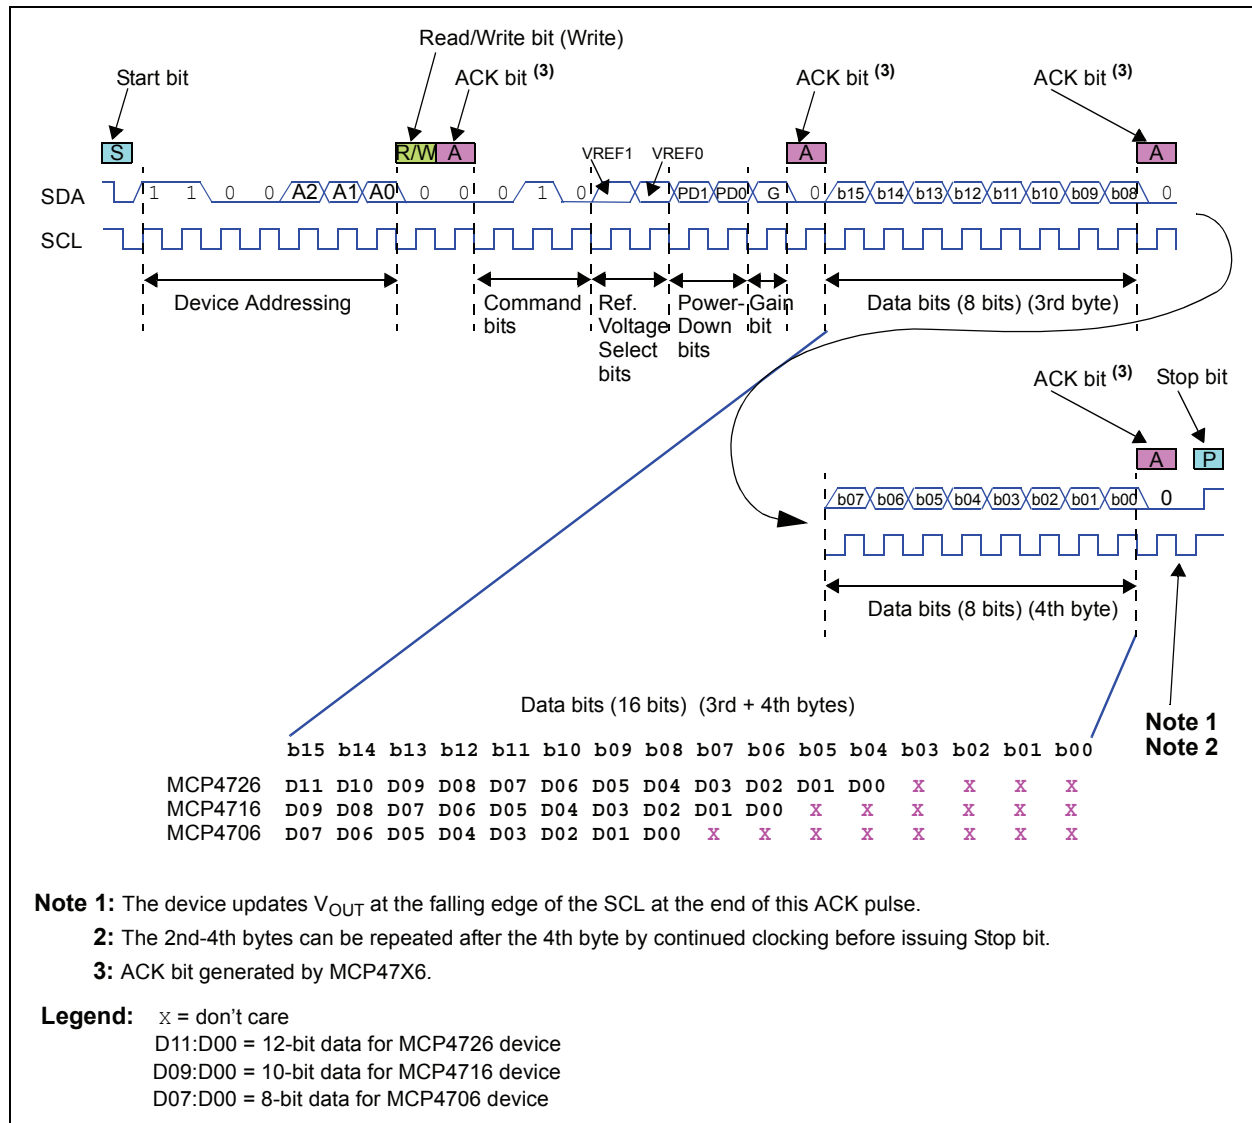 Read/Write bit (Write)
Start bit
ACK bit (3)
ACK bit (3)
ACK bit (3)
S
R/W A
A
A
VREF1 VREF0
SDA 1 1 0 0 A2 A1 A0 0 0 0 1 0 PD1 PD0 G 0 b15 b14 b13 b12 b11 b10 b09 b08 0
SCL
Device Addressing
Command
bits
Ref.
Voltage
Select
bits
Power-
Down
bits
Gain
bit
Data bits (8 bits) (3rd byte)
ACK bit (3) Stop bit
A P
b07 b06 b05 b04 b03 b02 b01 b00 0
Data bits (8 bits) (4th byte)
Note 1
Note 2
Data bits (16 bits) (3rd + 4th bytes)
b15 b14 b13 b12 b11 b10 b09 b08 b07 b06 b05 b04 b03 b02 b01 b00
MCP4726 D11 D10 D09 D08 D07 D06 D05 D04 D03 D02 D01 D00 X X X X
MCP4716 D09 D08 D07 D06 D05 D04 D03 D02 D01 D00 X X X X X X
MCP4706 D07 D06 D05 D04 D03 D02 D01 D00 X X X X X X X X
Note 1: The device updates VOUT at the falling edge of the SCL at the end of this ACK pulse.
2: The 2nd-4th bytes can be repeated after the 4th byte by continued clocking before issuing Stop bit.
3: ACK bit generated by MCP47X6.
Legend: X = don't care
D11:D00 = 12-bit data for MCP4726 device
D09:D00 = 10-bit data for MCP4716 device
D07:D00 = 8-bit data for MCP4706 device